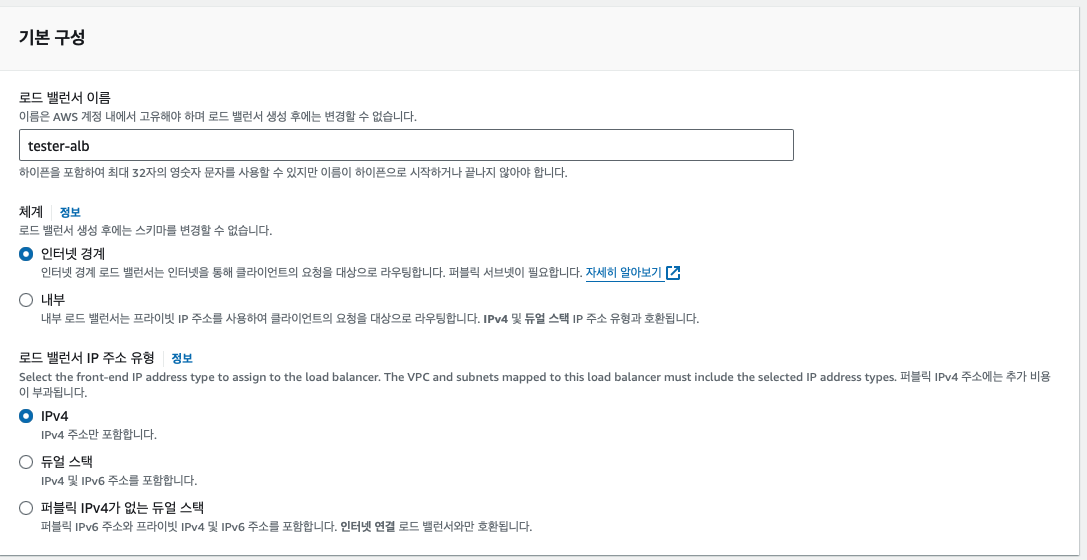 기본 구성
로드 밸런서 이름
이름은 AWS 계정 내에서 고유해야 하며 로드 밸런서 생성 후에는 변경할 수 없습니다.
tester-alb
하이픈을 포함하여 최대 32자의 영숫자 문자를 사용할 수 있지만 이름이 하이픈으로 시작하거나 끝나지 않아야 합니다.
체계 정보
로드 밸런서 생성 후에는 스키마를 변경할 수 없습니다.
인터넷 경계
인터넷 경계 로드 밸런서는 인터넷을 통해 클라이언트의 요청을 대상으로 라우팅합니다. 퍼블릭 서브넷이 필요합니다. 자세히 알아보기
내부
내부 로드 밸런서는 프라이빗 IP 주소를 사용하여 클라이언트의 요청을 대상으로 라우팅합니다. IPv4 및 듀얼 스택 IP 주소 유형과 호환됩니다.
로드 밸런서 IP 주소 유형 정보
Select the front-end IP address type to assign to the load balancer. The VPC and subnets mapped to this load balancer must include the selected IP address types. 퍼블릭 IPv4 주소에는 추가 비용
이 부과됩니다.
IPv4
IPv4 주소만 포함합니다.
듀얼 스택
IPv4 및 IPv6 주소를 포함합니다.
퍼블릭 IPv4가 없는 듀얼 스택
퍼블릭 IPv6 주소와 프라이빗 IPv4 및 IPv6 주소를 포함합니다. 인터넷 연결 로드 밸런서와만 호환됩니다.